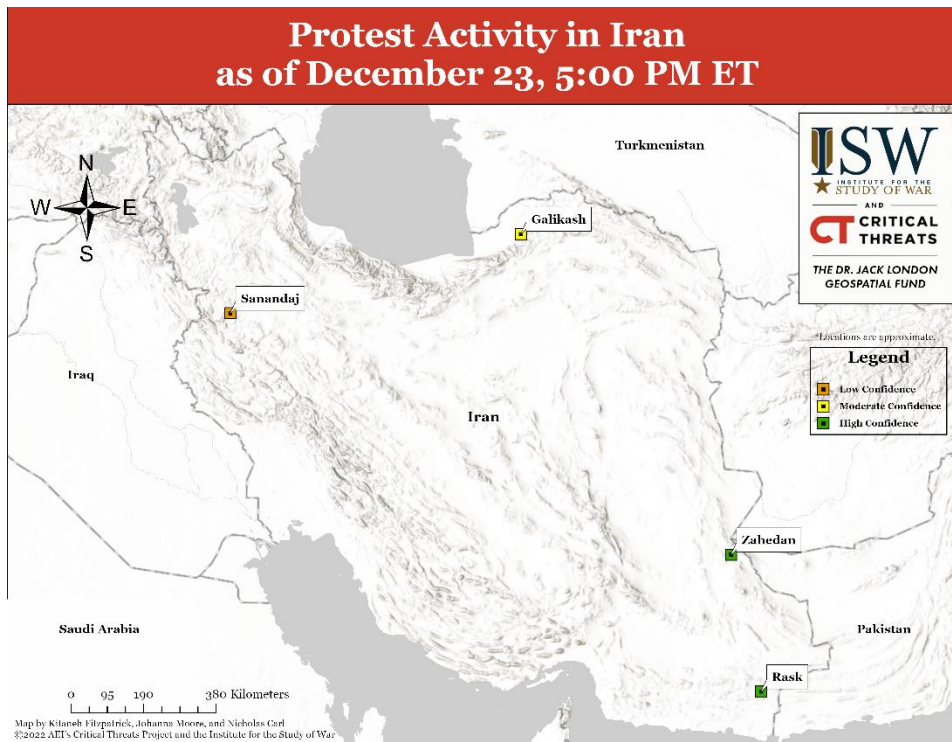 Protest Activity in Iran
as of December 23, 5:00 PM ET
N
W E
S
Turkmenistan
ISW
INSTITUTE FOR THE
STUDY OF WAR
AND
CT CRITICAL
THREATS
THE DR. JACK LONDON
GEOSPATIAL FUND
Galikash
Sanandaj
*Locations are approximate.
Legend
Low Confidence
Moderate Confidence
High Confidence
Iraq
Iran
Zahedan
Saudi Arabia
Pakistan
Rask
0 95 190 380 Kilometers
Map by Kitaneh Fitzpatrick, Johanna Moore, and Nicholas Carl
©2022 AEI's Critical Threats Project and the Institute for the Study of War